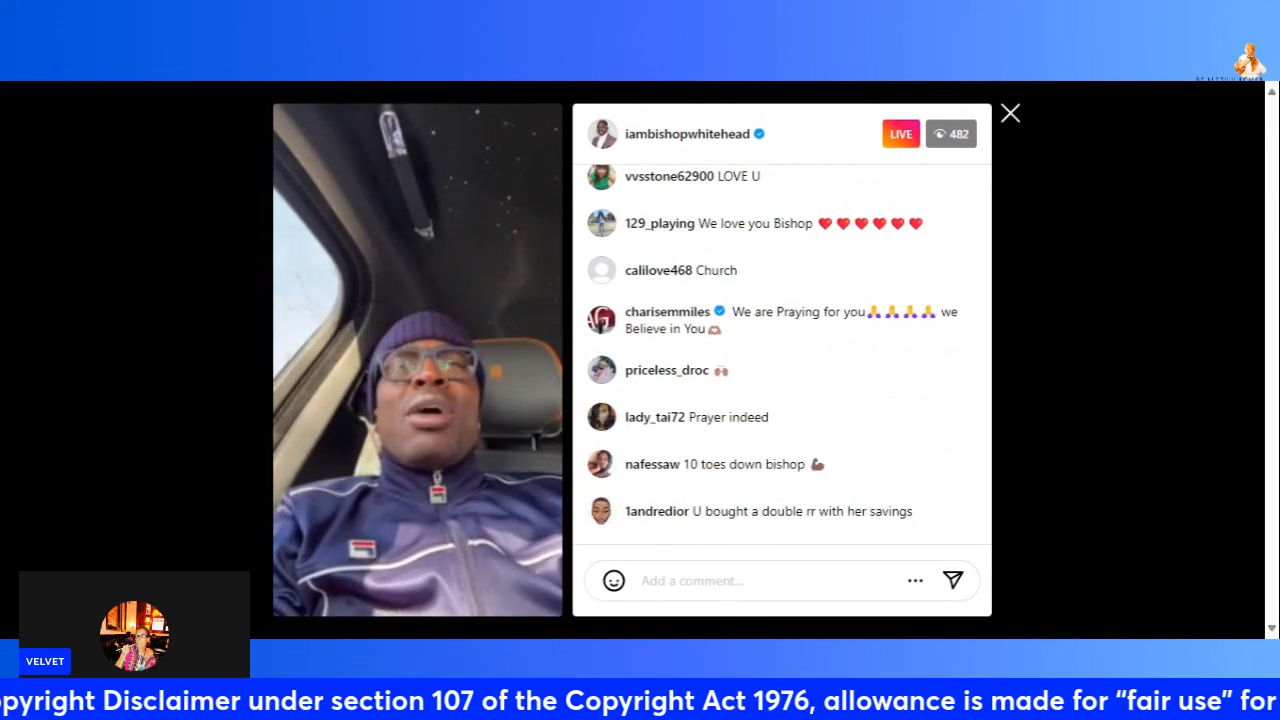 iambishopwhitehead
LIVE
482
vvsstone62900 LOVE U
129_playing We love you Bishop ❤️❤️❤️❤️❤️❤️
calilove468 Church
charisemmiles We are Praying for you🙏🙏🙏🙏 we
Believe in You🫶🏽
priceless_droc 🙌🏽
lady_tai72 Prayer indeed
nafessaw 10 toes down bishop 💪🏿
1andredior U bought a double rr with her savings
Add a comment...
VELVET
opyright Disclaimer under section 107 of the Copyright Act 1976, allowance is made for “fair use” for